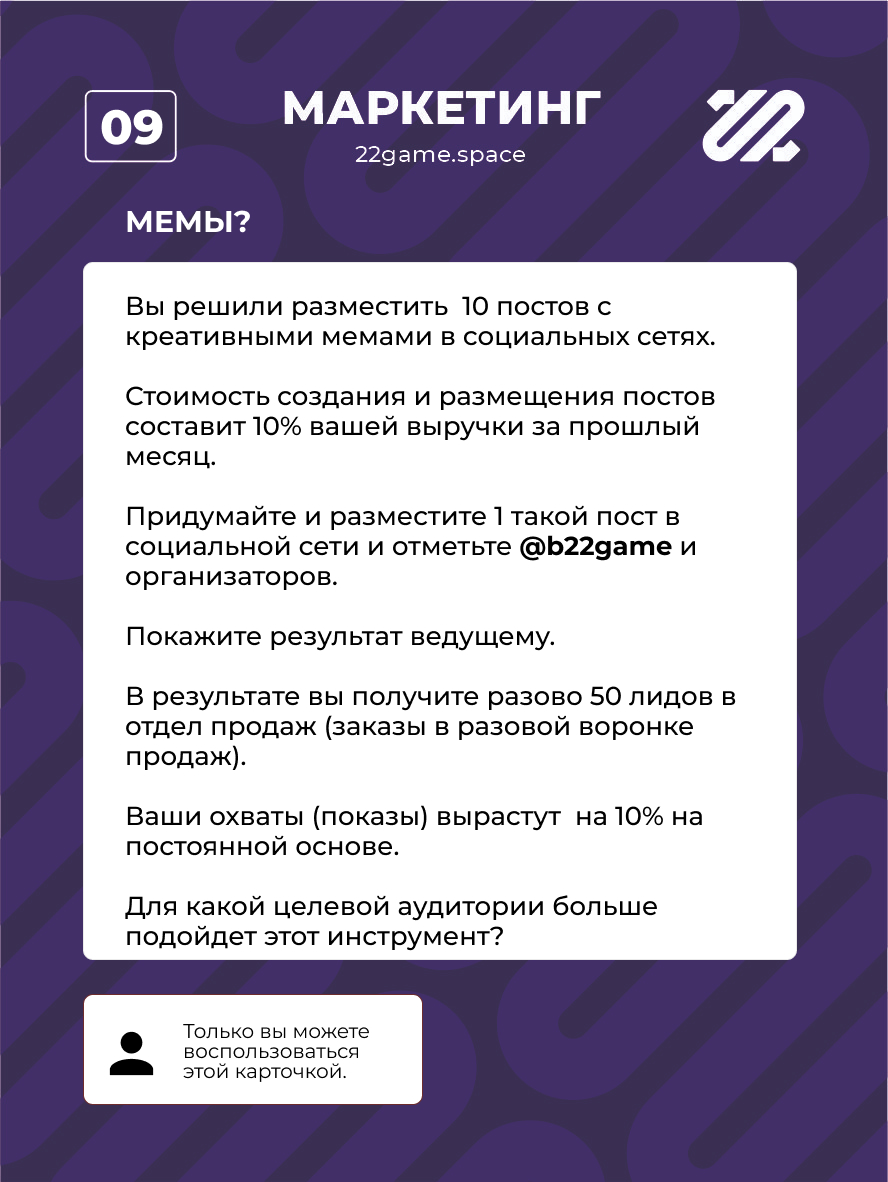 09
МАРКЕТИНГ
22game.space
МЕМЫ?
Вы решили разместить  10 постов с
креативными мемами в социальных сетях.
Стоимость создания и размещения постов
составит 10% вашей выручки за прошлый
месяц.
Придумайте и разместите 1 такой пост в
социальной сети и отметьте @b22game и
организаторов.
Покажите результат ведущему.
В результате вы получите разово 50 лидов в
отдел продаж (заказы в разовой воронке
продаж).
Ваши охваты (показы) вырастут  на 10% на
постоянной основе.
Для какой целевой аудитории больше
подойдет этот инструмент?
Только вы можете
воспользоваться
этой карточкой.